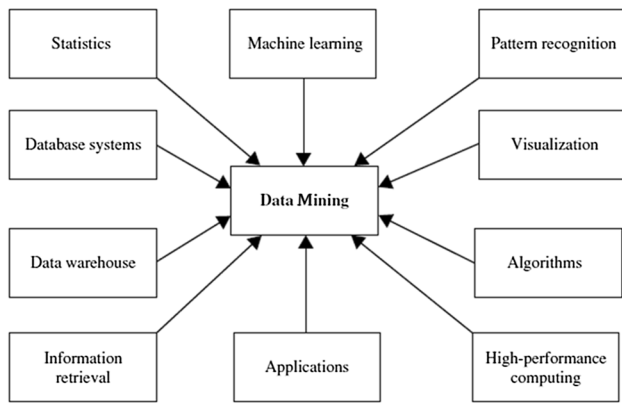 Statistics
Machine learning
Pattern recognition
Database systems
Visualization
Data Mining
Data warehouse
Algorithms
Information
retrieval
Applications
High-performance
computing